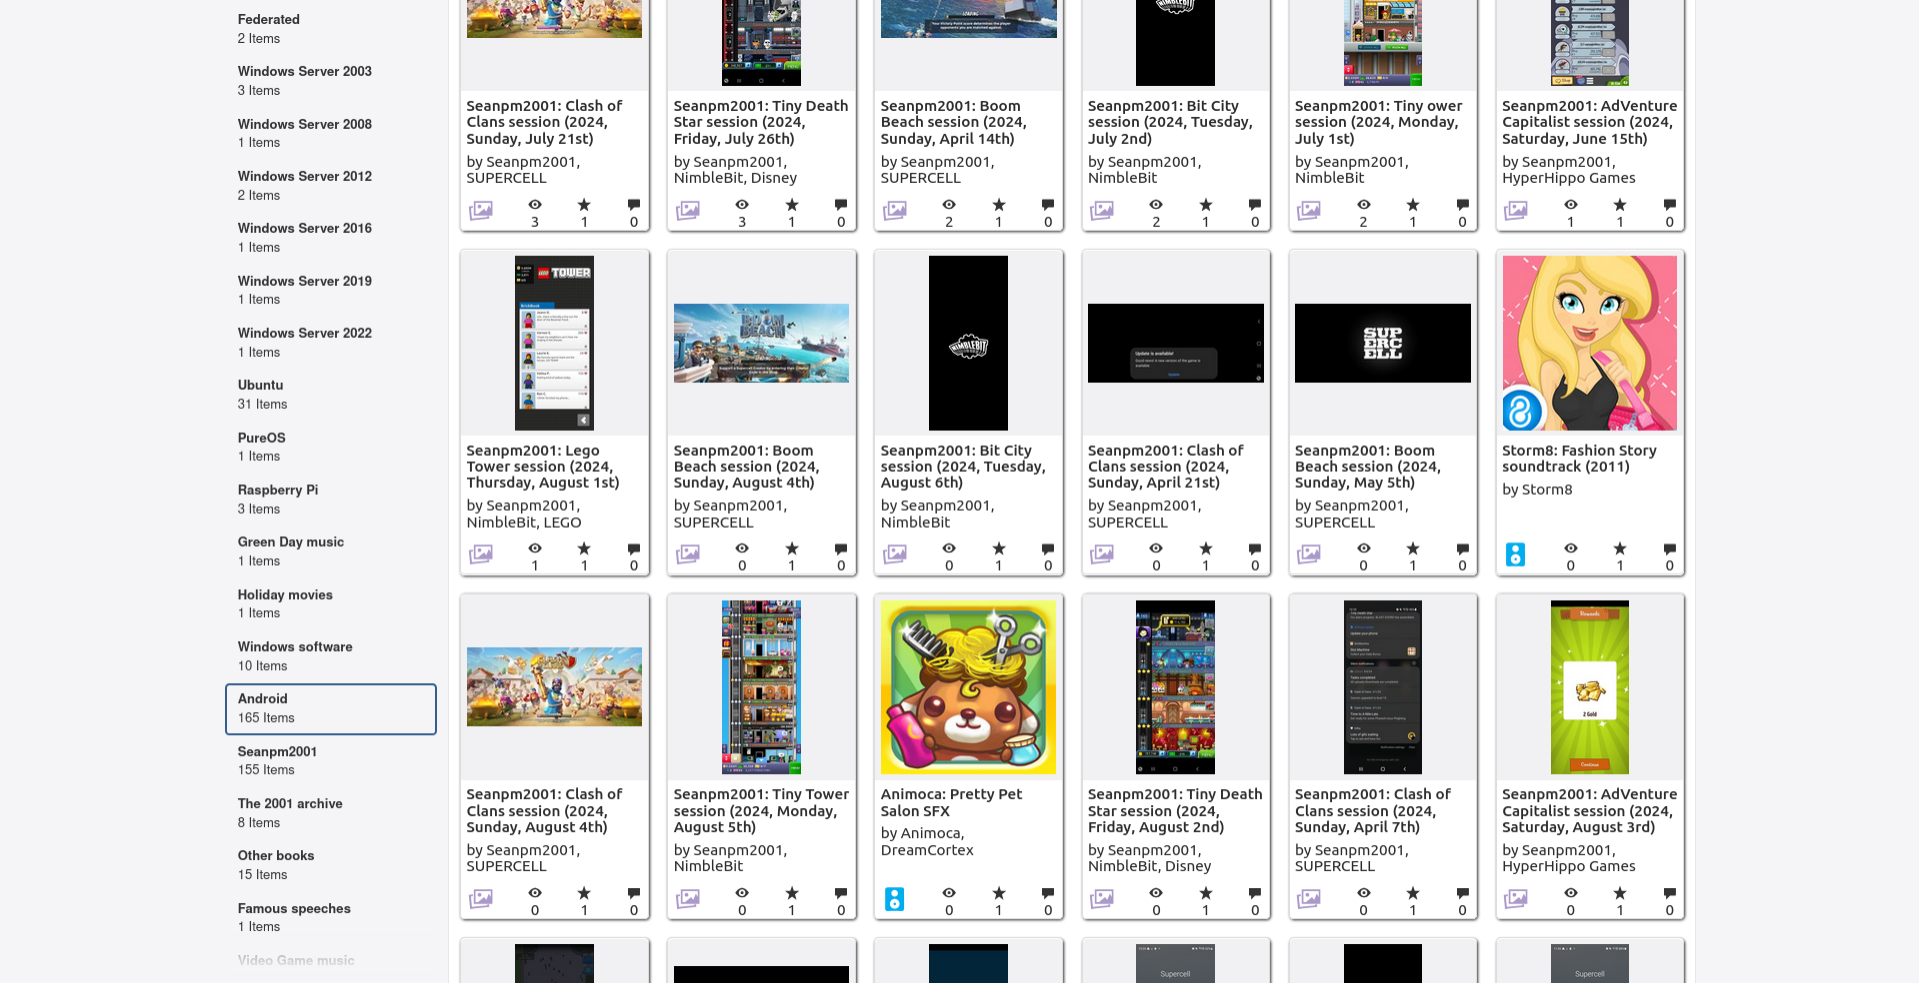 Federated
2 Items
Windows Server 2003
3 Items
Windows Server 2008
1 Items
Windows Server 2012
2 Items
Windows Server 2016
1 Items
Windows Server 2019
1 Items
Windows Server 2022
1 Items
Ubuntu
31 Items
PureOS
1 Items
Raspberry Pi
3 Items
Green Day music
1 Items
Holiday movies
1 Items
Windows software
10 Items
Android
165 Items
Seanpm2001
155 Items
The 2001 archive
8 Items
Other books
15 Items
Famous speeches
1 Items
Video Game music
Seanpm2001: Clash of
Clans session (2024,
Sunday, July 21st)
by Seanpm2001,
SUPERCELL
3
1
0
Seanpm2001: Tiny Death
Star session (2024,
Friday, July 26th)
by Seanpm2001,
NimbleBit, Disney
3
1
0
Seanpm2001: Boom
Beach session (2024,
Sunday, April 14th)
by Seanpm2001,
SUPERCELL
2
1
0
Seanpm2001: Bit City
session (2024, Tuesday,
July 2nd)
by Seanpm2001,
NimbleBit
2
1
0
Seanpm2001: Tiny ower
session (2024, Monday,
July 1st)
by Seanpm2001,
NimbleBit
2
1
0
Seanpm2001: AdVenture
Capitalist session (2024,
Saturday, June 15th)
by Seanpm2001,
HyperHippo Games
1
1
0
LEGO TOWER
Seanpm2001: Lego
Tower session (2024,
Thursday, August 1st)
by Seanpm2001,
NimbleBit, LEGO
1
1
0
BOOM
BEACH
Seanpm2001: Boom
Beach session (2024,
Sunday, August 4th)
by Seanpm2001,
SUPERCELL
0
1
0
NIMBLEBIT
Seanpm2001: Bit City
session (2024, Tuesday,
August 6th)
by Seanpm2001,
NimbleBit
0
1
0
Update is available!
Seanpm2001: Clash of
Clans session (2024,
Sunday, April 21st)
by Seanpm2001,
SUPERCELL
0
1
0
SUP
ERC
ELL
Seanpm2001: Boom
Beach session (2024,
Sunday, May 5th)
by Seanpm2001,
SUPERCELL
0
1
0
Storm8: Fashion Story
soundtrack (2011)
by Storm8
0
1
0
Seanpm2001: Clash of
Clans session (2024,
Sunday, August 4th)
by Seanpm2001,
SUPERCELL
0
1
0
Seanpm2001: Tiny Tower
session (2024, Monday,
August 5th)
by Seanpm2001,
NimbleBit
0
1
0
Animoca: Pretty Pet
Salon SFX
by Animoca,
DreamCortex
0
1
0
Seanpm2001: Tiny Death
Star session (2024,
Friday, August 2nd)
by Seanpm2001,
NimbleBit, Disney
0
1
0
Seanpm2001: Clash of
Clans session (2024,
Sunday, April 7th)
by Seanpm2001,
SUPERCELL
0
1
0
Rewards
2 Gold
Continue
Seanpm2001: AdVenture
Capitalist session (2024,
Saturday, August 3rd)
by Seanpm2001,
HyperHippo Games
0
1
0
Supercell
Supercell